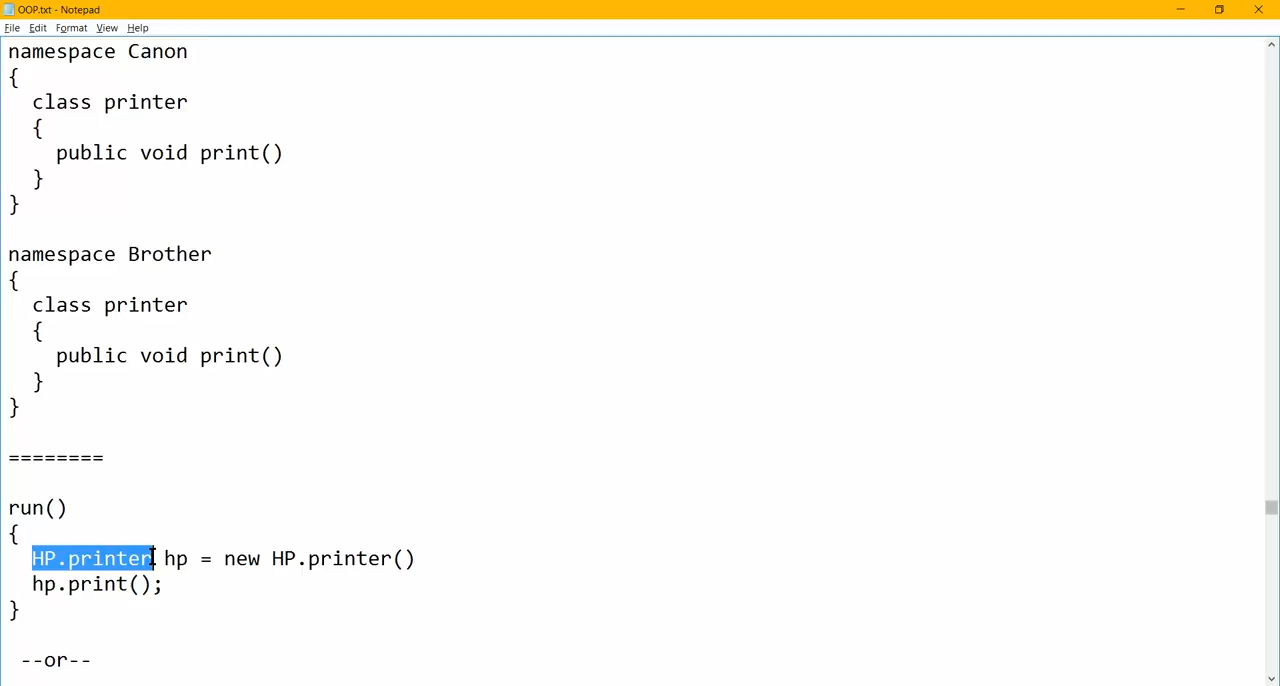 OOP.txt - Notepad
File Edit Format View Help
namespace Canon
{
  class printer
  {
    public void print()
  }
}

namespace Brother
{
  class printer
  {
    public void print()
  }
}

========

run()
{
  HP.printer hp = new HP.printer()
  hp.print();
}

 --or--